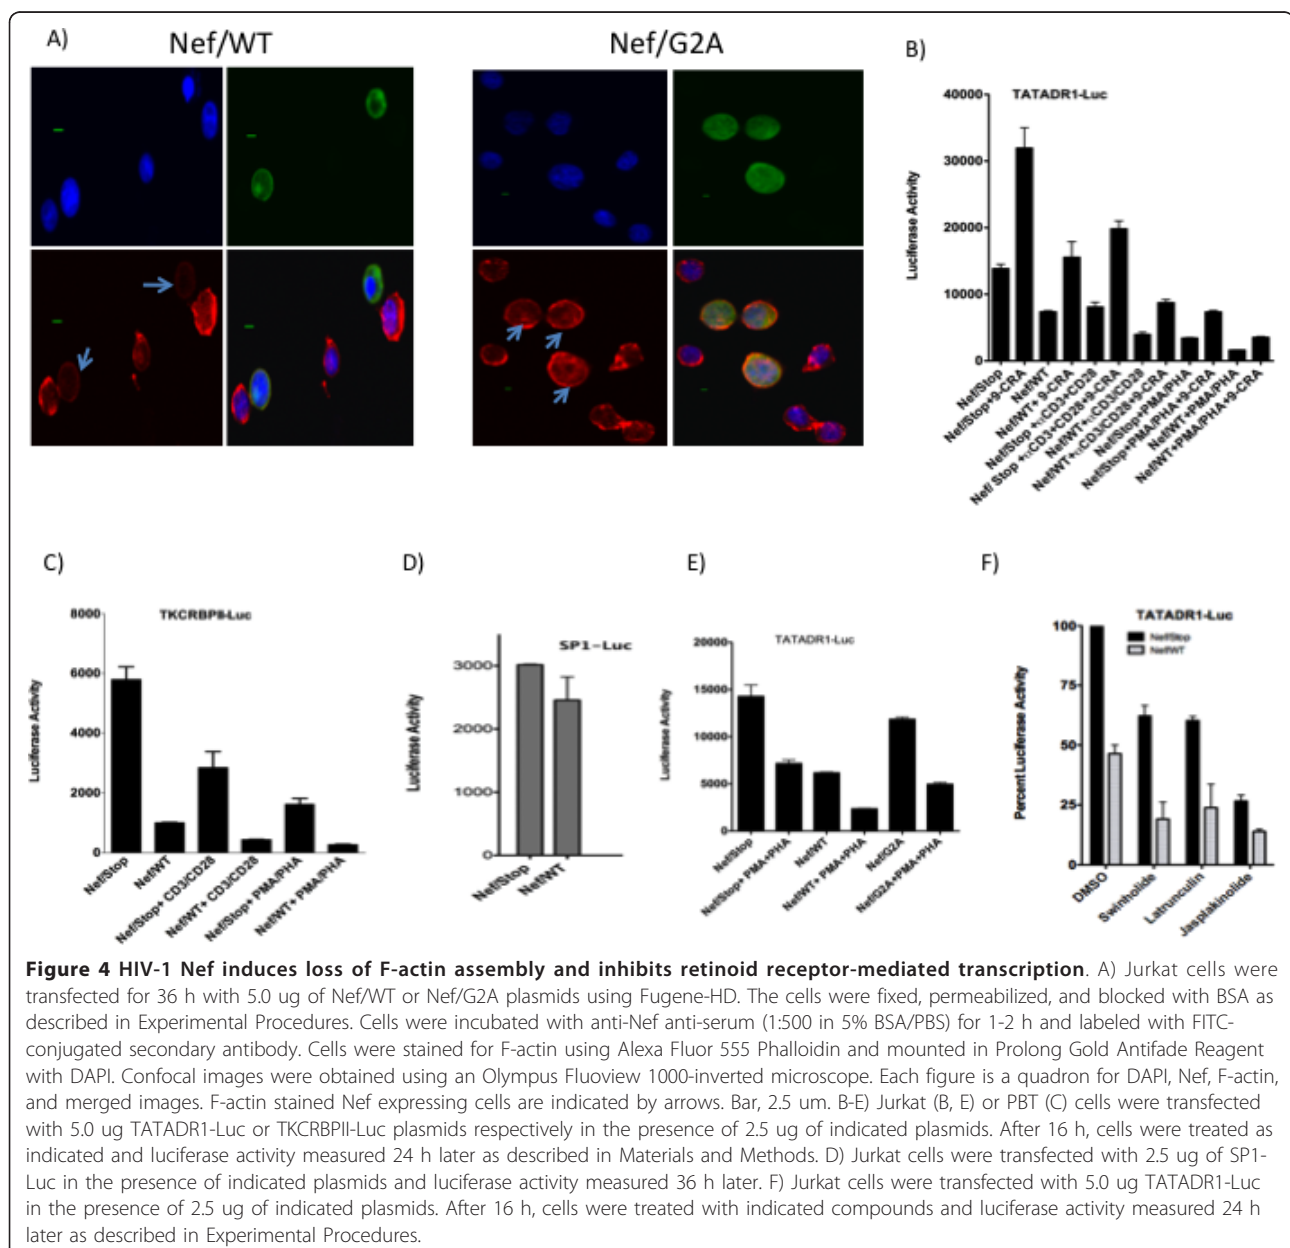 A)
Nef/WT
Nef/G2A
B)
TATADR1-Luc
Luciferase Activity
40000
30000
20000
10000
0
Nef/Stop
Nef/Stop+9-CRA
Nef/WT
Nef/WT+ 9-CRA
Nef/Stop +αCD3+CD28
Nef/ Stop +αCD3+CD28+9-CRA
Nef/WT+αCD3/CD28
Nef/WT+αCD3/CD28+9-CRA
Nef/Stop+PMA/PHA
Nef/Stop+PMA/PHA+9-CRA
Nef/WT+PMA/PHA
Nef/WT+PMA/PHA+9-CRA
C)
TKCRBPII-Luc
Luciferase Activity
8000
6000
4000
2000
0
Nef/Stop
Nef/WT
Nef/Stop+ CD3/CD28
Nef/WT+ CD3/CD28
Nef/Stop+ PMA/PHA
Nef/WT+ PMA/PHA
D)
SP1-Luc
Luciferase Activity
3000
2000
1000
0
Nef/Stop
Nef/WT
E)
TATADR1-Luc
Luciferase Activity
20000
15000
10000
5000
0
Nef/Stop
Nef/Stop+ PMA+PHA
Nef/WT
Nef/WT+ PMA+PHA
Nef/G2A
Nef/G2A+PMA+PHA
F)
TATADR1-Luc
Nef/Stop
Nef/WT
Percent Luciferase Activity
100
75
50
25
0
DMSO
Swinholide
Latrunculin
Jasplakinolide
Figure 4 HIV-1 Nef induces loss of F-actin assembly and inhibits retinoid receptor-mediated transcription. A) Jurkat cells were
transfected for 36 h with 5.0 ug of Nef/WT or Nef/G2A plasmids using Fugene-HD. The cells were fixed, permeabilized, and blocked with BSA as
described in Experimental Procedures. Cells were incubated with anti-Nef anti-serum (1:500 in 5% BSA/PBS) for 1-2 h and labeled with FITC-
conjugated secondary antibody. Cells were stained for F-actin using Alexa Fluor 555 Phalloidin and mounted in Prolong Gold Antifade Reagent
with DAPI. Confocal images were obtained using an Olympus Fluoview 1000-inverted microscope. Each figure is a quadron for DAPI, Nef, F-actin,
and merged images. F-actin stained Nef expressing cells are indicated by arrows. Bar, 2.5 um. B-E) Jurkat (B, E) or PBT (C) cells were transfected
with 5.0 ug TATADR1-Luc or TKCRBPII-Luc plasmids respectively in the presence of 2.5 ug of indicated plasmids. After 16 h, cells were treated as
indicated and luciferase activity measured 24 h later as described in Materials and Methods. D) Jurkat cells were transfected with 2.5 ug of SP1-
Luc in the presence of indicated plasmids and luciferase activity measured 36 h later. F) Jurkat cells were transfected with 5.0 ug TATADR1-Luc
in the presence of 2.5 ug of indicated plasmids. After 16 h, cells were treated with indicated compounds and luciferase activity measured 24 h
later as described in Experimental Procedures.